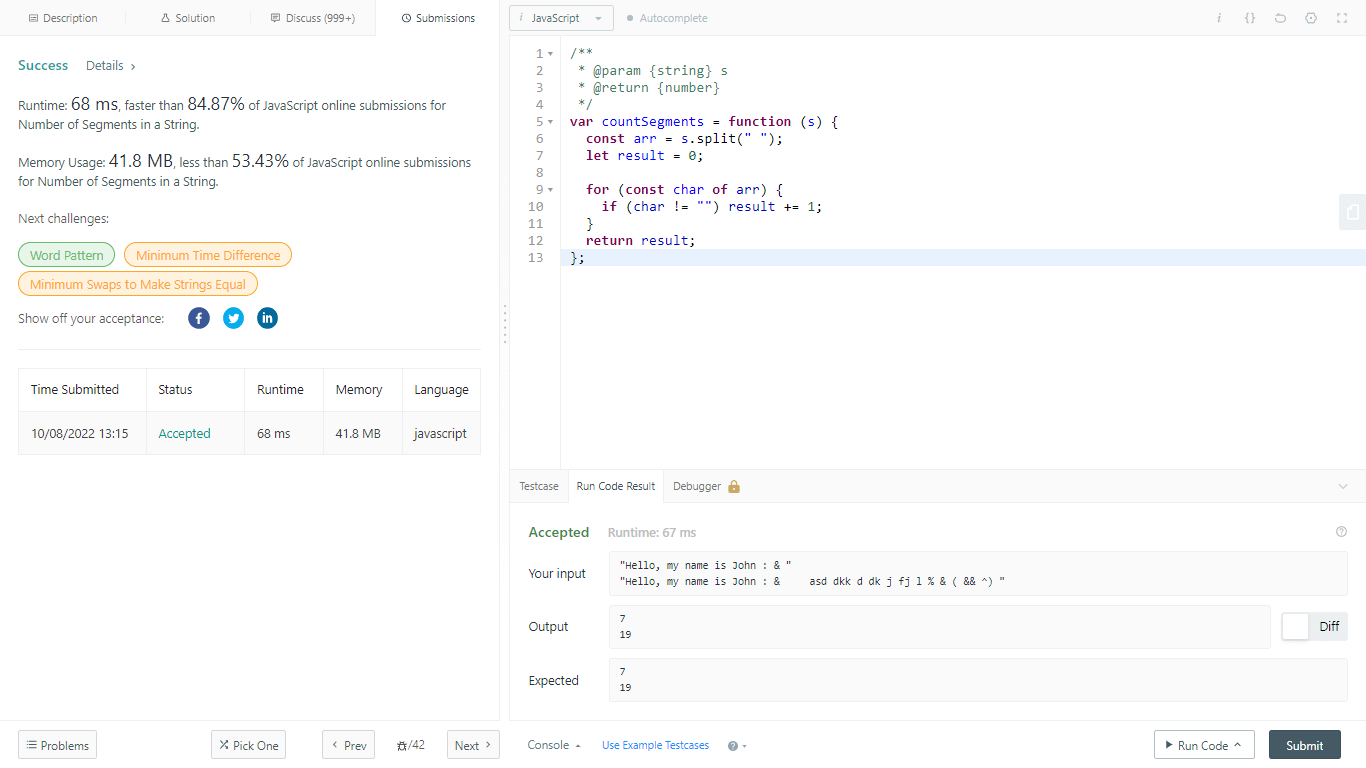 Description
Solution
Discuss (999+)
Submissions
Success
Details
Runtime: 68 ms, faster than 84.87% of JavaScript online submissions for
Number of Segments in a String.
Memory Usage: 41.8 MB, less than 53.43% of JavaScript online submissions
for Number of Segments in a String.
Next challenges:
Word Pattern
Minimum Time Difference
Minimum Swaps to Make Strings Equal
Show off your acceptance:
Time Submitted Status Runtime Memory Language
10/08/2022 13:15 Accepted 68 ms 41.8 MB javascript
Problems
Pick One
Prev
/42
Next
i JavaScript
Autocomplete
1 /**
2  * @param {string} s
3  * @return {number}
4  */
5 var countSegments = function (s) {
6   const arr = s.split(" ");
7   let result = 0;
8
9   for (const char of arr) {
10     if (char != "") result += 1;
11   }
12   return result;
13 };
Testcase
Run Code Result
Debugger
Accepted
Runtime: 67 ms
Your input
"Hello, my name is John : & "
"Hello, my name is John : &     asd dkk d dk j fj l % & ( && ^) "
Output
7
19
Diff
Expected
7
19
Console
Use Example Testcases
Run Code
Submit